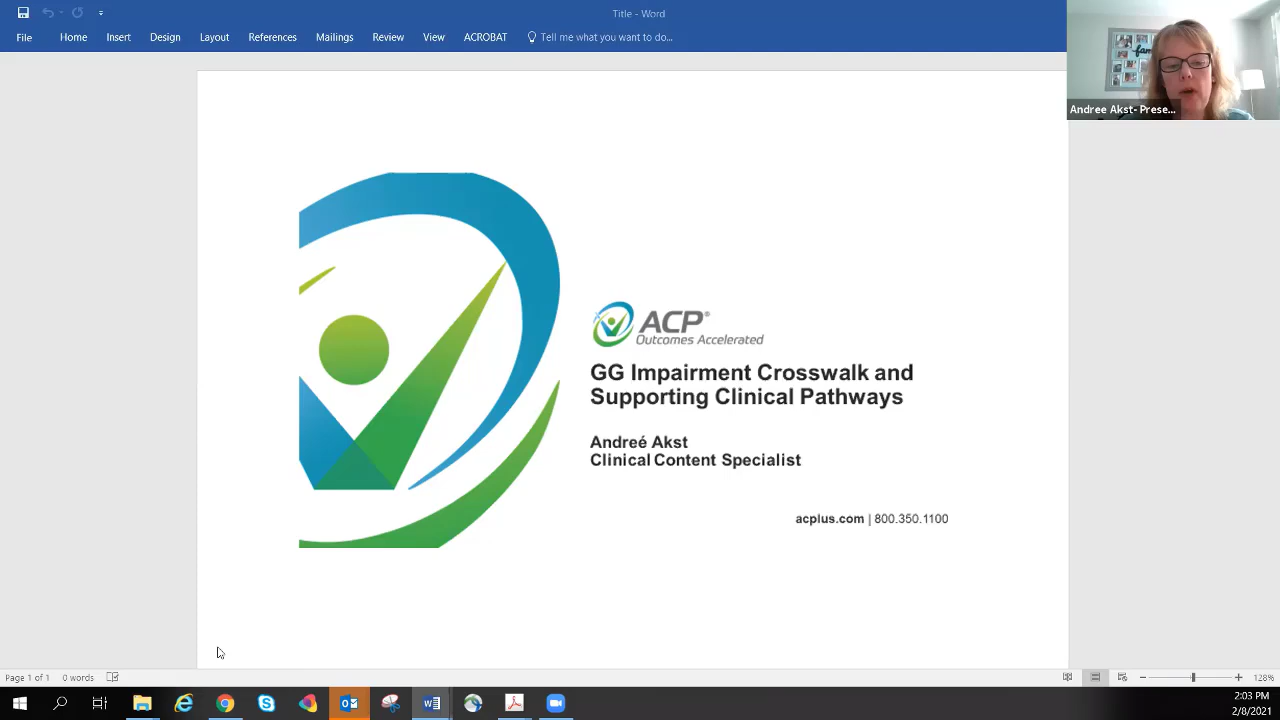 Title - Word
File Home Insert Design Layout References Mailings Review View ACROBAT Tell me what you want to do...
Andree Akst- Prese...
ACP®
Outcomes Accelerated
GG Impairment Crosswalk and
Supporting Clinical Pathways
Andreé Akst
Clinical Content Specialist
acplus.com | 800.350.1100
Page 1 of 1 0 words 128%
2:03 PM
2/8/2021